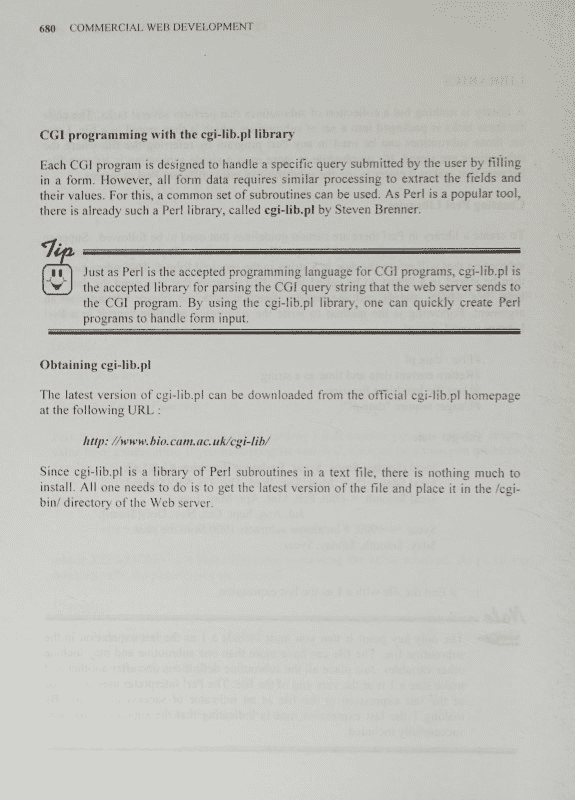 680 COMMERCIAL WEB DEVELOPMENT
CGI programming with the cgi-lib.pl library
Each CGI program is designed to handle a specific query submitted by the user by filling
in a form. However, all form data requires similar processing to extract the fields and
their values. For this, a common set of subroutines can be used. As Perl is a popular tool,
there is already such a Perl library, called cgi-lib.pl by Steven Brenner.
Tip
Just as Perl is the accepted programming language for CGI programs, cgi-lib.pl is
the accepted library for parsing the CGI query string that the web server sends to
the CGI program. By using the cgi-lib.pl library, one can quickly create Perl
programs to handle form input.
Obtaining cgi-lib.pl
The latest version of cgi-lib.pl can be downloaded from the official cgi-lib.pl homepage
at the following URL :
http: //www.bio.cam.ac.uk/cgi-lib/
Since cgi-lib.pl is a library of Perl subroutines in a text file, there is nothing much to
install. All one needs to do is to get the latest version of the file and place it in the /cgi-
bin/ directory of the Web server.